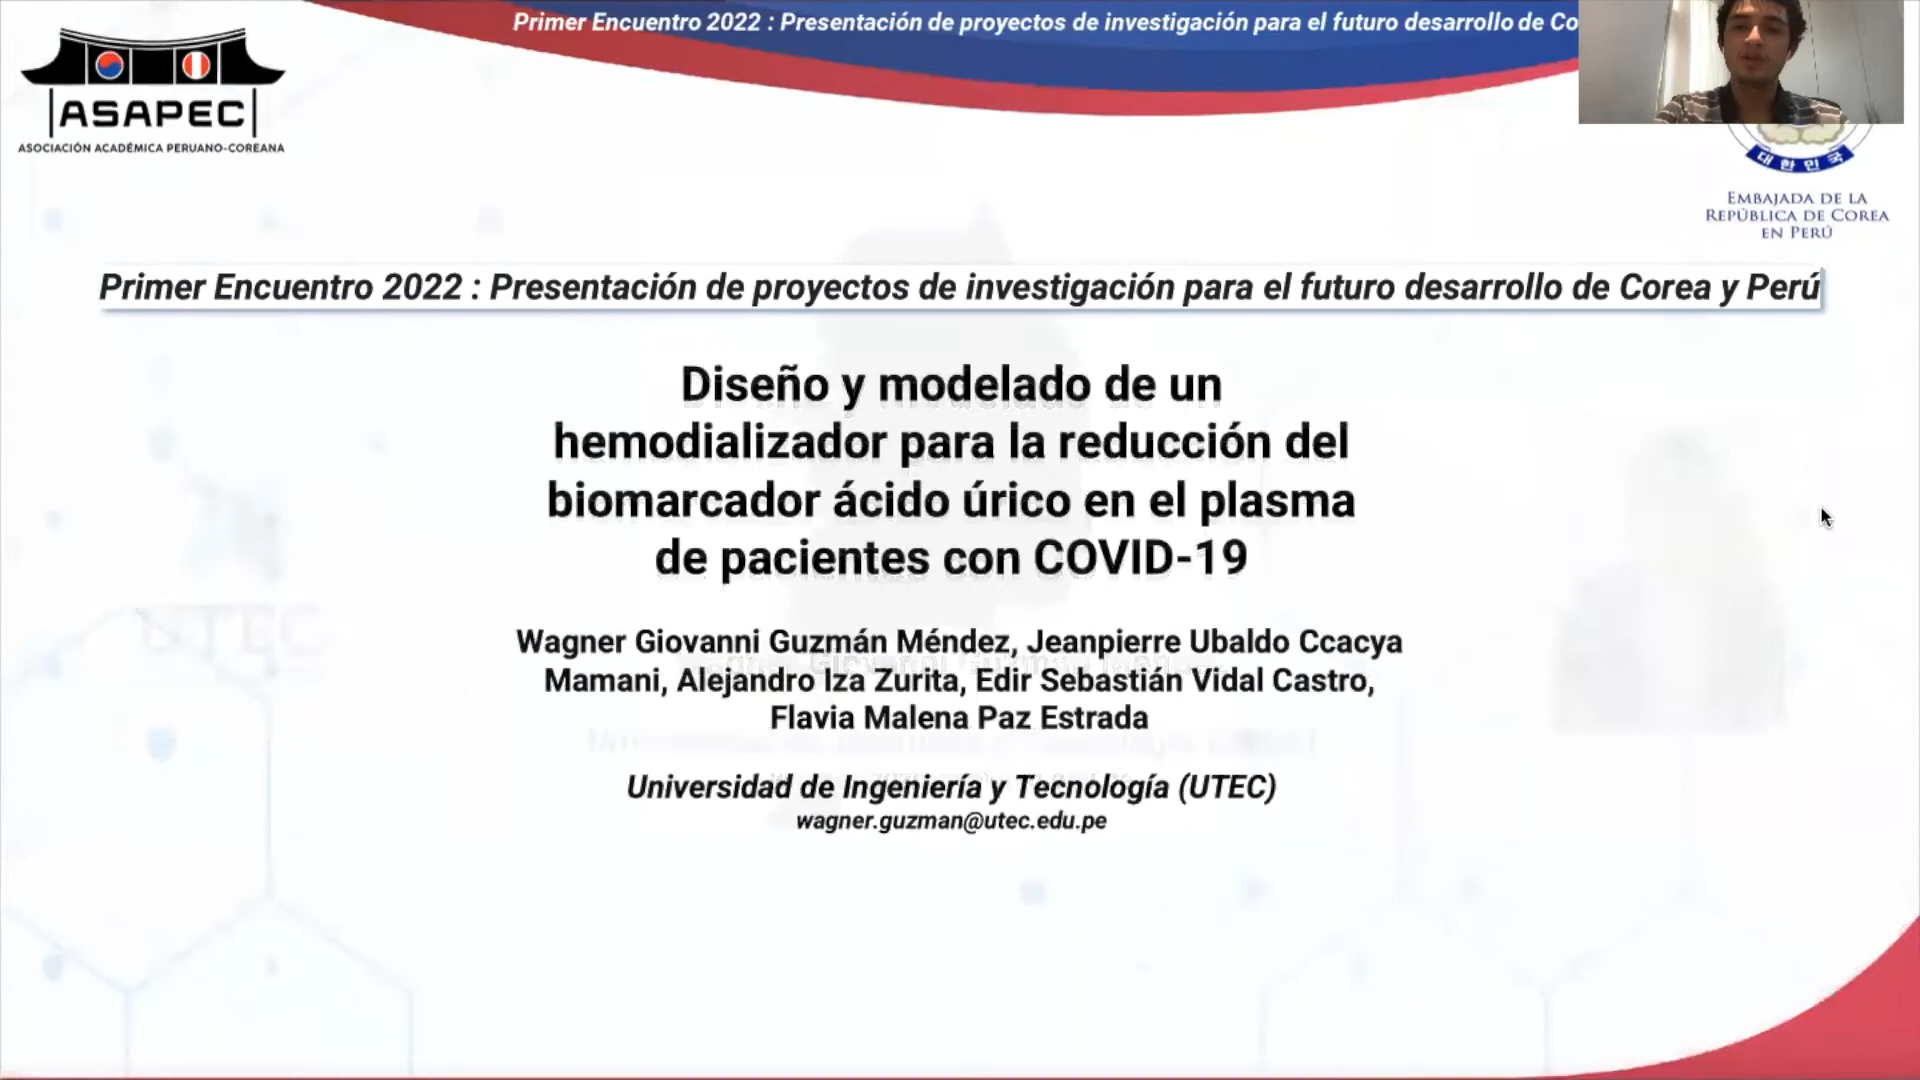 Primer Encuentro 2022 : Presentación de proyectos de investigación para el futuro desarrollo de Co
ASAPEC
ASOCIACIÓN ACADÉMICA PERUANO-COREANA
대한민국
EMBAJADA DE LA
REPÚBLICA DE COREA
EN PERÚ
Primer Encuentro 2022 : Presentación de proyectos de investigación para el futuro desarrollo de Corea y Perú
Diseño y modelado de un
hemodializador para la reducción del
biomarcador ácido úrico en el plasma
de pacientes con COVID-19
Wagner Giovanni Guzmán Méndez, Jeanpierre Ubaldo Ccacya
Mamani, Alejandro Iza Zurita, Edir Sebastián Vidal Castro,
Flavia Malena Paz Estrada
Universidad de Ingeniería y Tecnología (UTEC)
wagner.guzman@utec.edu.pe
UTEC